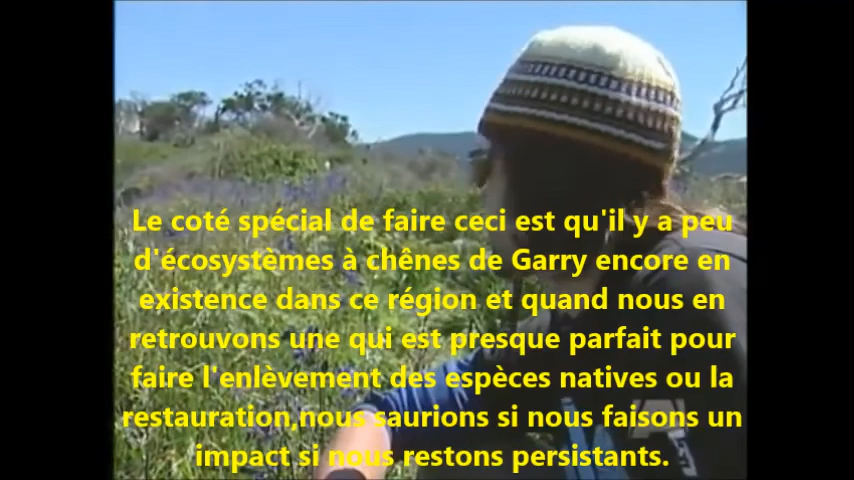 Le coté spécial de faire ceci est qu'il y a peu
d'écosystèmes à chênes de Garry encore en
existence dans ce région et quand nous en
retrouvons une qui est presque parfait pour
faire l'enlèvement des espèces natives ou la
restauration,nous saurions si nous faisons un
impact si nous restons persistants.